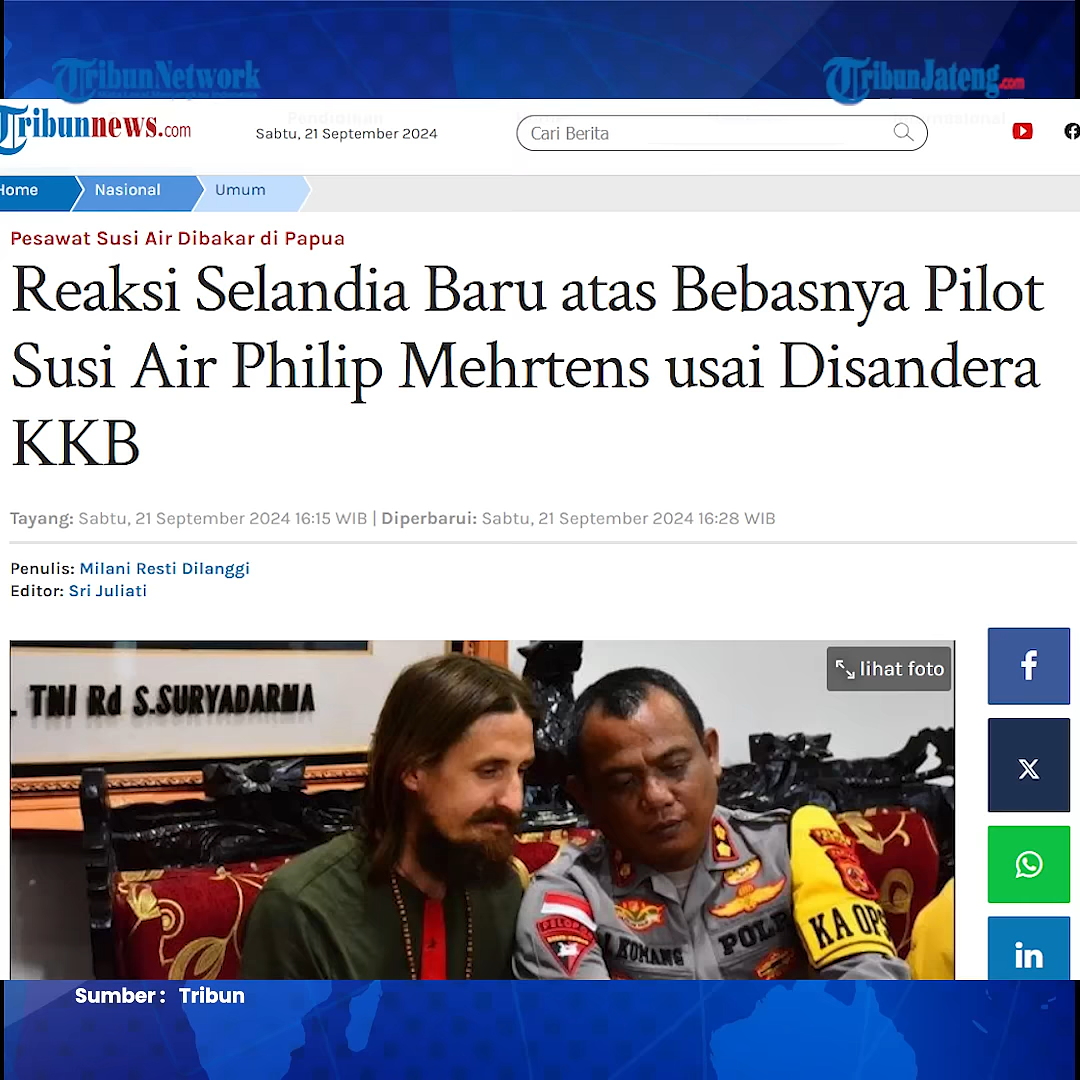 TribunNetwork
TribunJateng.com
Tribunnews.com
Sabtu, 21 September 2024
Cari Berita
Home
Nasional
Umum
Pesawat Susi Air Dibakar di Papua
Reaksi Selandia Baru atas Bebasnya Pilot
Susi Air Philip Mehrtens usai Disandera
KKB
Tayang: Sabtu, 21 September 2024 16:15 WIB | Diperbarui: Sabtu, 21 September 2024 16:28 WIB
Penulis: Milani Resti Dilanggi
Editor: Sri Juliati
lihat foto
TNI Rd S.SURYADARMA
PELOPOR
KOMANG
KA OPS
Sumber : Tribun